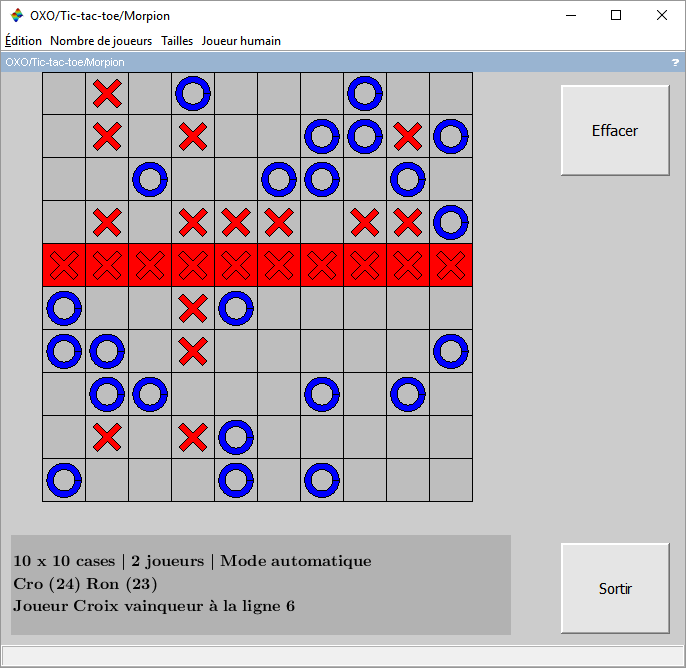 OXO/Tic-tac-toe/Morpion
Édition Nombre de joueurs Tailles Joueur humain
OXO/Tic-tac-toe/Morpion ?
Effacer
10 x 10 cases | 2 joueurs | Mode automatique
Cro (24) Ron (23)
Joueur Croix vainqueur à la ligne 6
Sortir